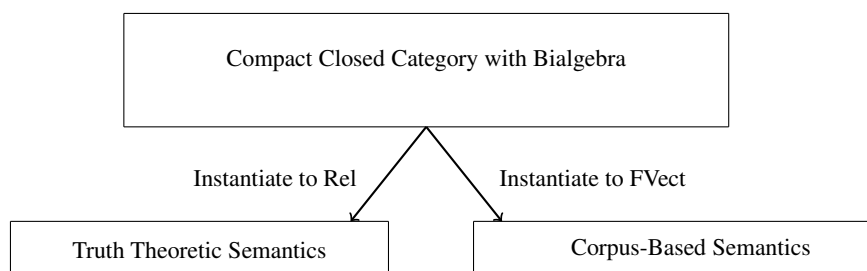 Compact Closed Category with Bialgebra
Instantiate to Rel
Instantiate to FVect
Truth Theoretic Semantics
Corpus-Based Semantics